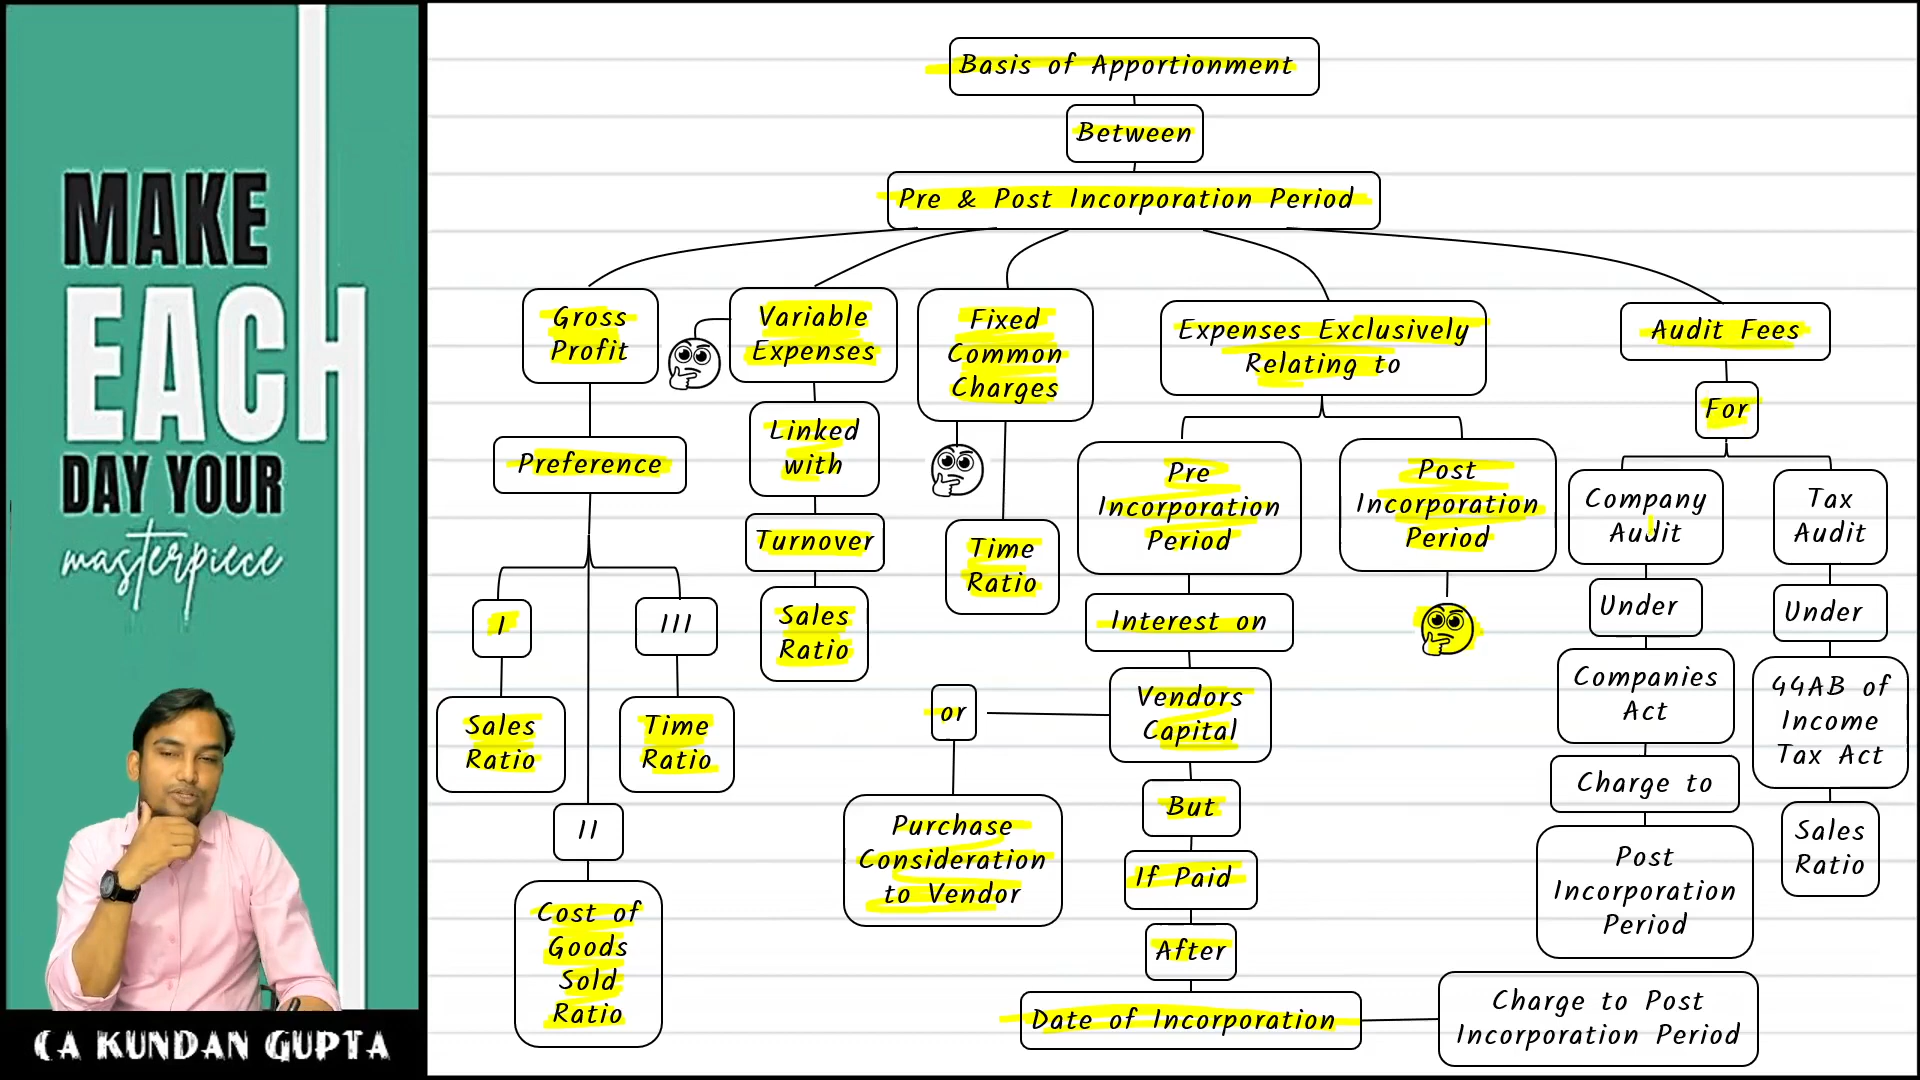 MAKE
EACH
DAY YOUR
masterpiece
CA KUNDAN GUPTA
Basis of Apportionment
Between
Pre & Post Incorporation Period
Gross
Profit
Preference
I
Sales
Ratio
II
Cost of
Goods
Sold
Ratio
III
Time
Ratio
Variable
Expenses
Linked
with
Turnover
Sales
Ratio
Fixed
Common
Charges
Time
Ratio
Expenses Exclusively
Relating to
Pre
Incorporation
Period
Interest on
Vendors
Capital
or
Purchase
Consideration
to Vendor
But
If Paid
After
Date of Incorporation
Charge to Post
Incorporation Period
Post
Incorporation
Period
Audit Fees
For
Company
Audit
Under
Companies
Act
Charge to
Post
Incorporation
Period
Tax
Audit
Under
44AB of
Income
Tax Act
Sales
Ratio